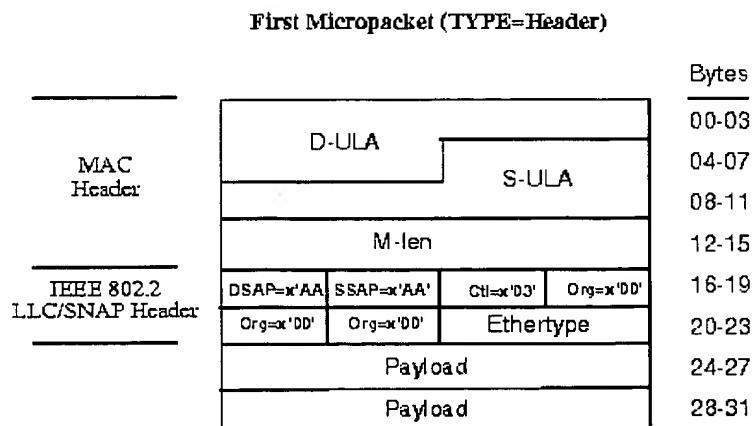 First Micropacket (TYPE=Header)
Bytes
MAC
Header
D-ULA
S-ULA
00-03
04-07
08-11
M-len
12-15
IEEE 802.2
LLC/SNAP Header
DSAP=x'AA
SSAP=x'AA'
Ctl=x'03'
Org=x'00'
16-19
Org=x'00'
Org=x'00'
Ethertype
20-23
Payload
24-27
Payload
28-31